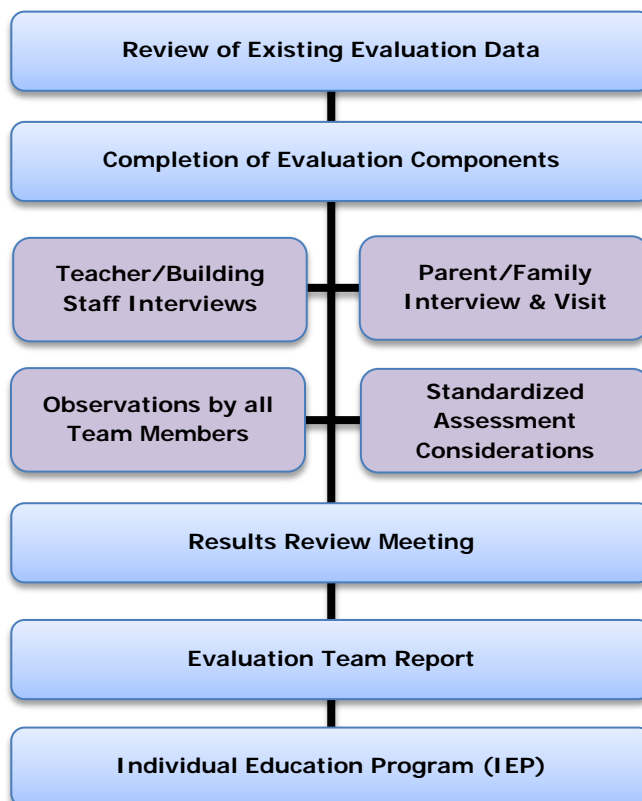 Review of Existing Evaluation Data
Completion of Evaluation Components
Teacher/Building
Staff Interviews
Parent/Family
Interview & Visit
Observations by all
Team Members
Standardized
Assessment
Considerations
Results Review Meeting
Evaluation Team Report
Individual Education Program (IEP)